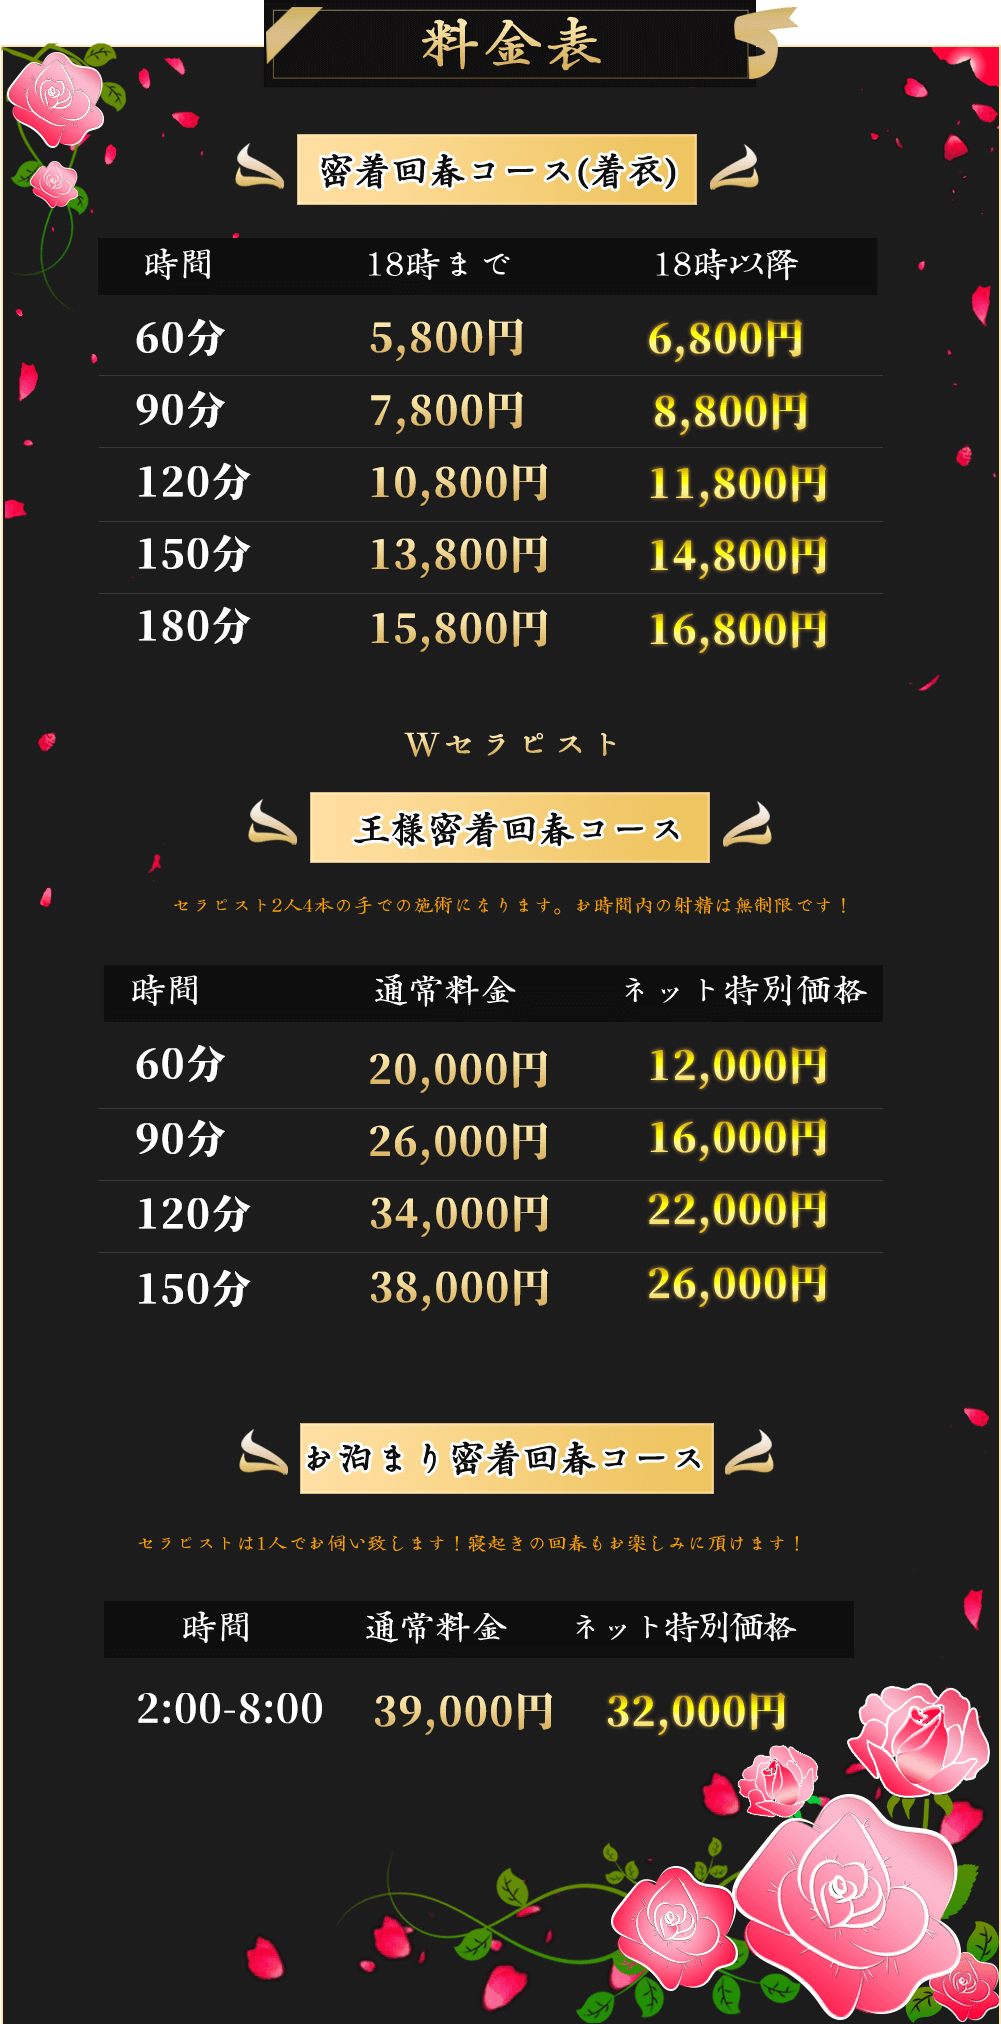 料金表
密着回春コース(着衣)
時間 18時まで 18時以降
60分 5,800円 6,800円
90分 7,800円 8,800円
120分 10,800円 11,800円
150分 13,800円 14,800円
180分 15,800円 16,800円
Wセラピスト
王様密着回春コース
セラピスト2人4本の手での施術になります。お時間内の射精は無制限です！
時間 通常料金 ネット特別価格
60分 20,000円 12,000円
90分 26,000円 16,000円
120分 34,000円 22,000円
150分 38,000円 26,000円
お泊まり密着回春コース
セラピストは1人でお伺い致します！寝起きの回春もお楽しみに頂けます！
時間 通常料金 ネット特別価格
2:00-8:00 39,000円 32,000円